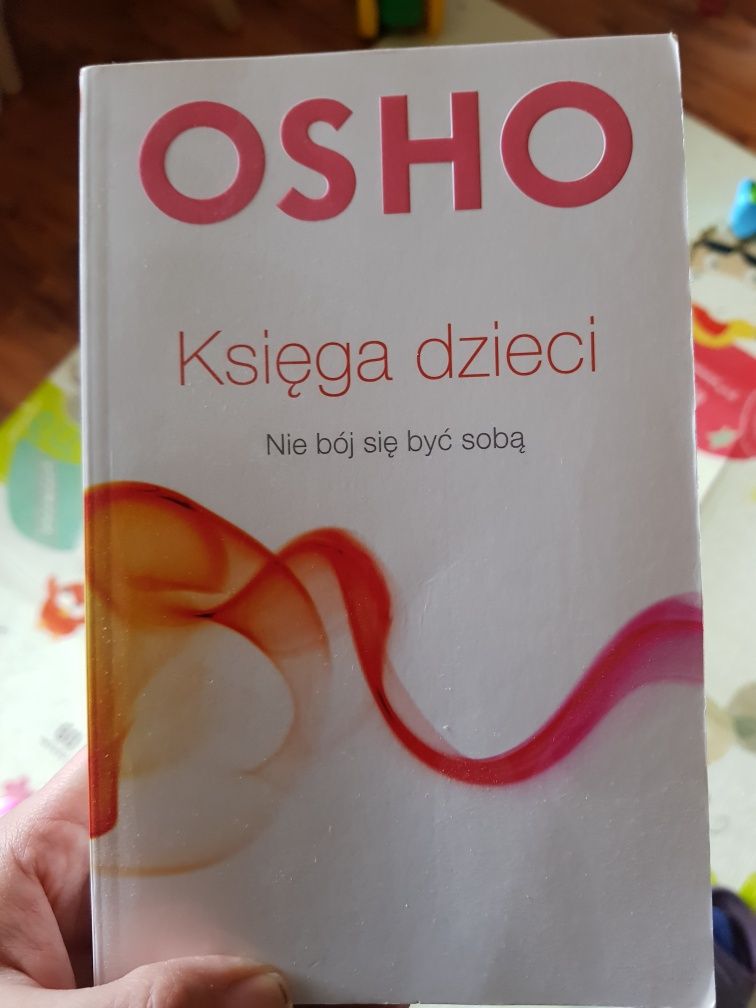 OSHO
Księga dzieci
Nie bój się być sobą